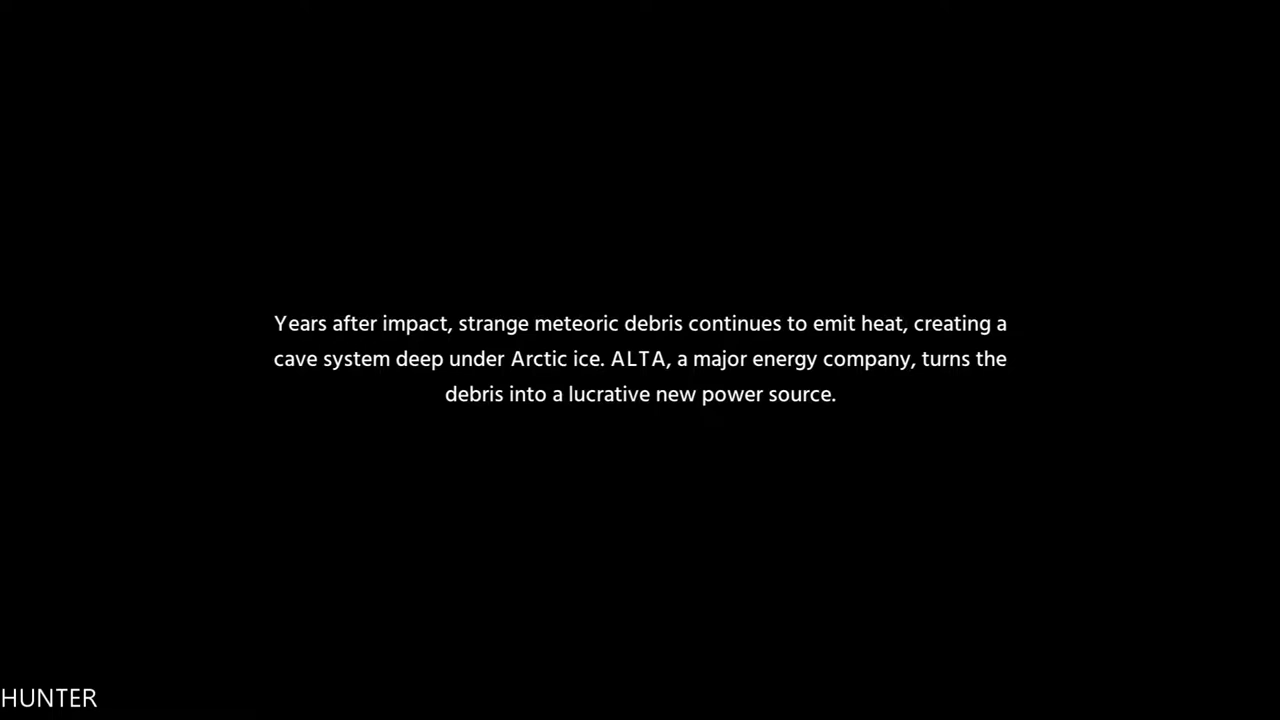 Years after impact, strange meteoric debris continues to emit heat, creating a
cave system deep under Arctic ice. ALTA, a major energy company, turns the
debris into a lucrative new power source.
HUNTER